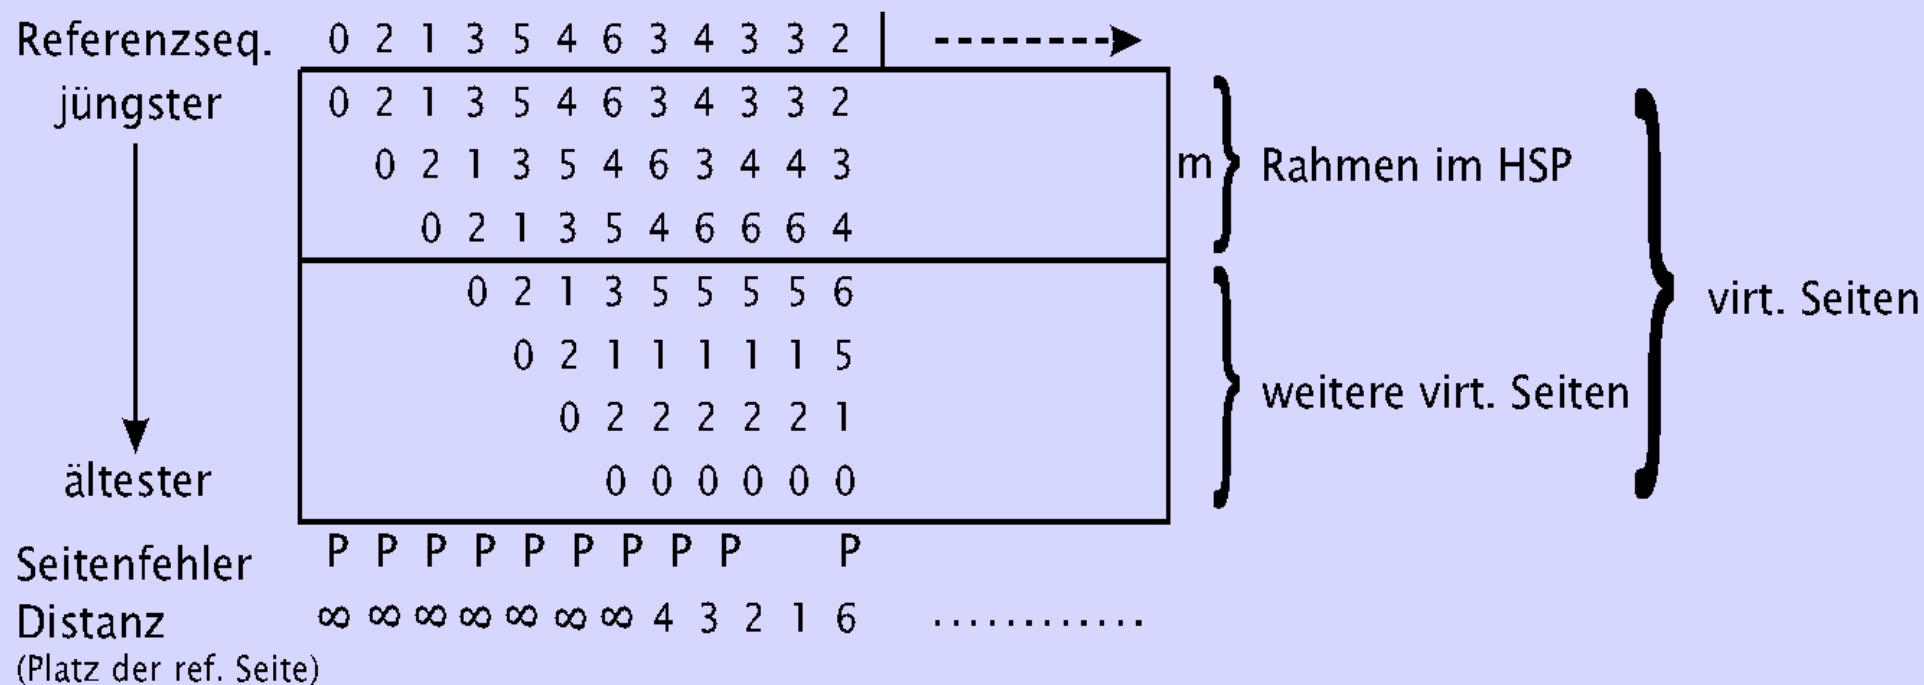 Referenzseq. 0 2 1 3 5 4 6 3 4 3 3 2
jüngster 0 2 1 3 5 4 6 3 4 3 3 2
0 2 1 3 5 4 6 3 4 4 3 m Rahmen im HSP
0 2 1 3 5 4 6 6 6 4
0 2 1 3 5 5 5 5 6 virt. Seiten
0 2 1 1 1 1 1 5
0 2 2 2 2 2 1 weitere virt. Seiten
ältester 0 0 0 0 0 0
Seitenfehler P P P P P P P P P P
Distanz ∞ ∞ ∞ ∞ ∞ ∞ ∞ 4 3 2 1 6 ............
(Platz der ref. Seite)